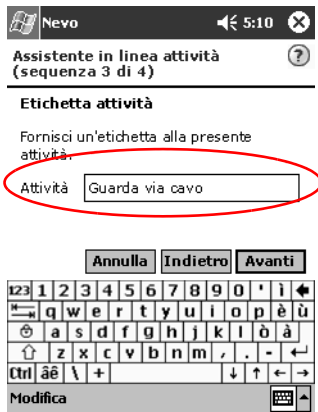 Nevo 5:10
Assistente in linea attività
(sequenza 3 di 4)
?
Etichetta attività
Fornisci un'etichetta alla presente
attività.
Attività Guarda via cavo
Annulla Indietro Avanti
123 1 2 3 4 5 6 7 8 9 0 ' ì
q w e r t y u i o p è ù
a s d f g h j k l ò à
z x c v b n m , . -
Ctrl âê \ + ↓ ↑ ← →
Modifica